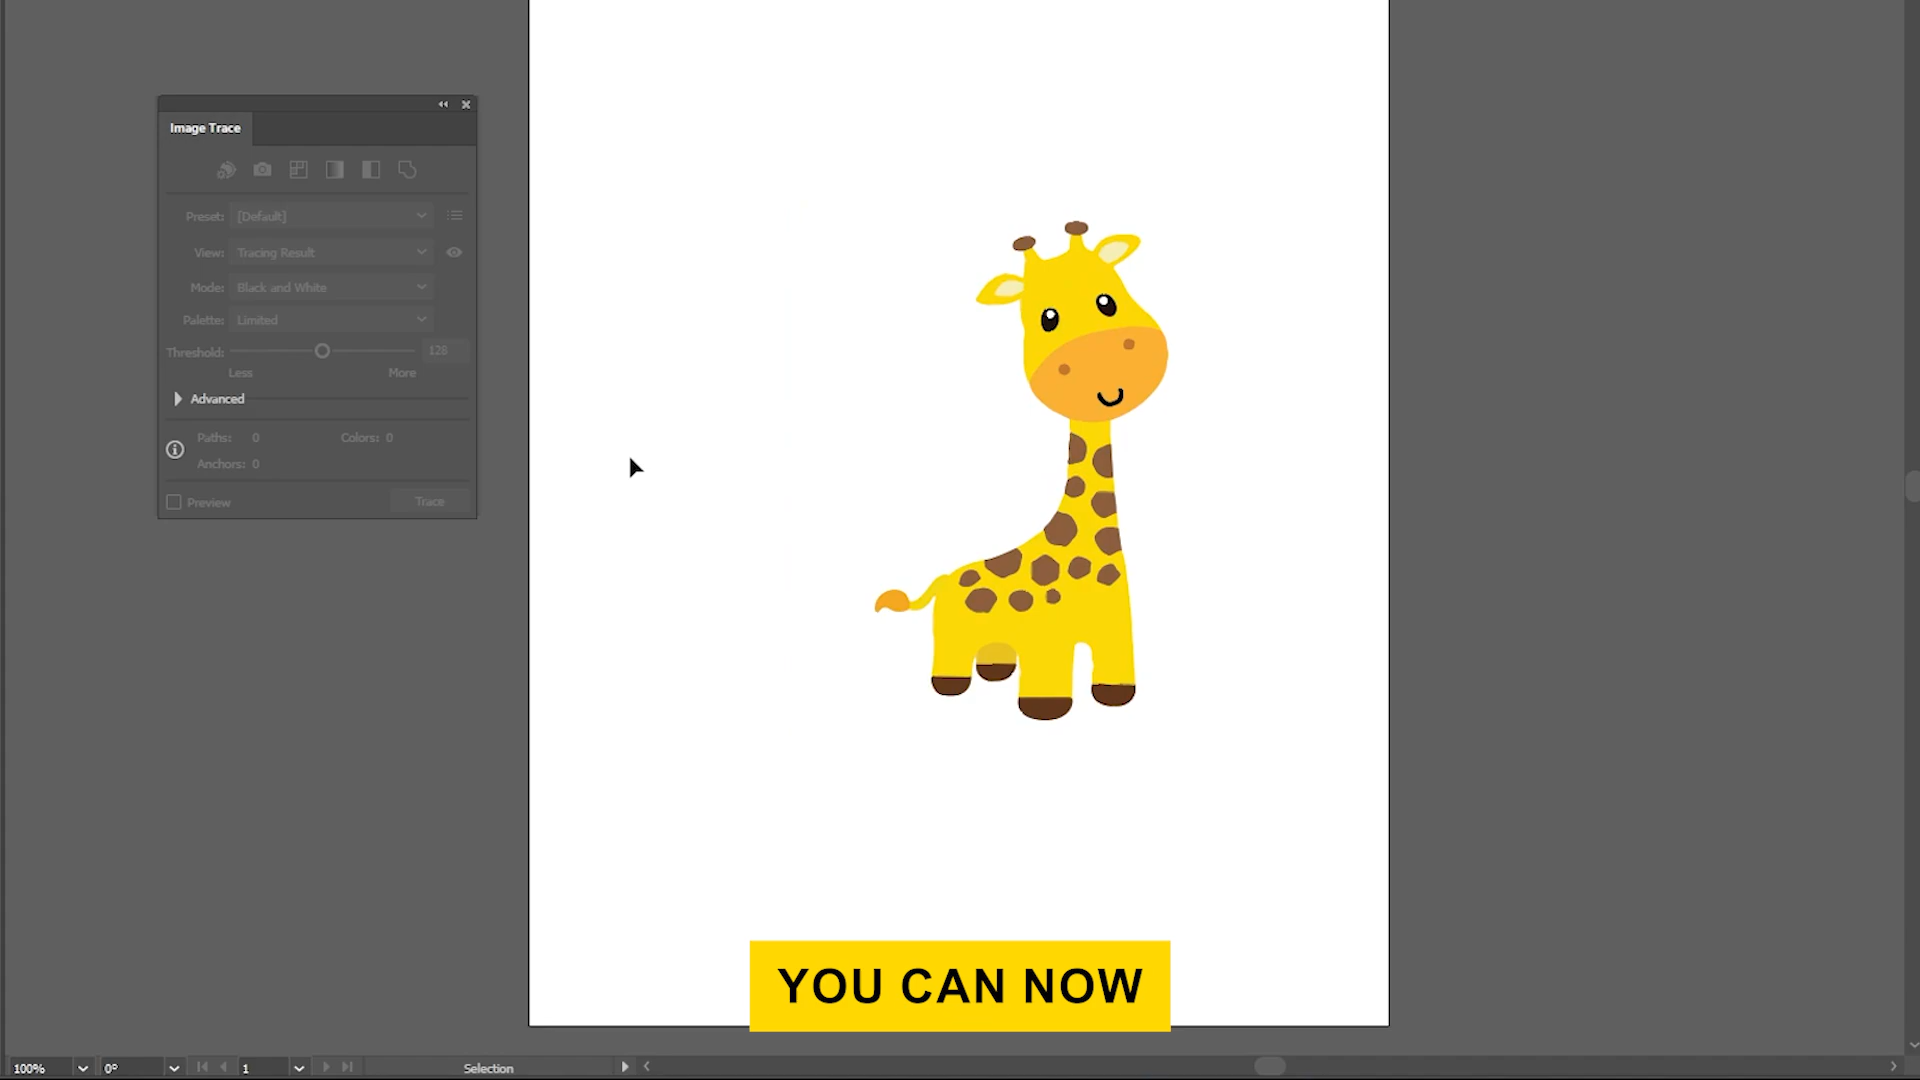 Image Trace
Preset: [Default]
View: Tracing Result
Mode: Black and White
Palette: Limited
Threshold: 128
Less More
Advanced
Paths: 0 Colors: 0
Anchors: 0
Preview Trace
YOU CAN NOW
100% 0° 1 Selection